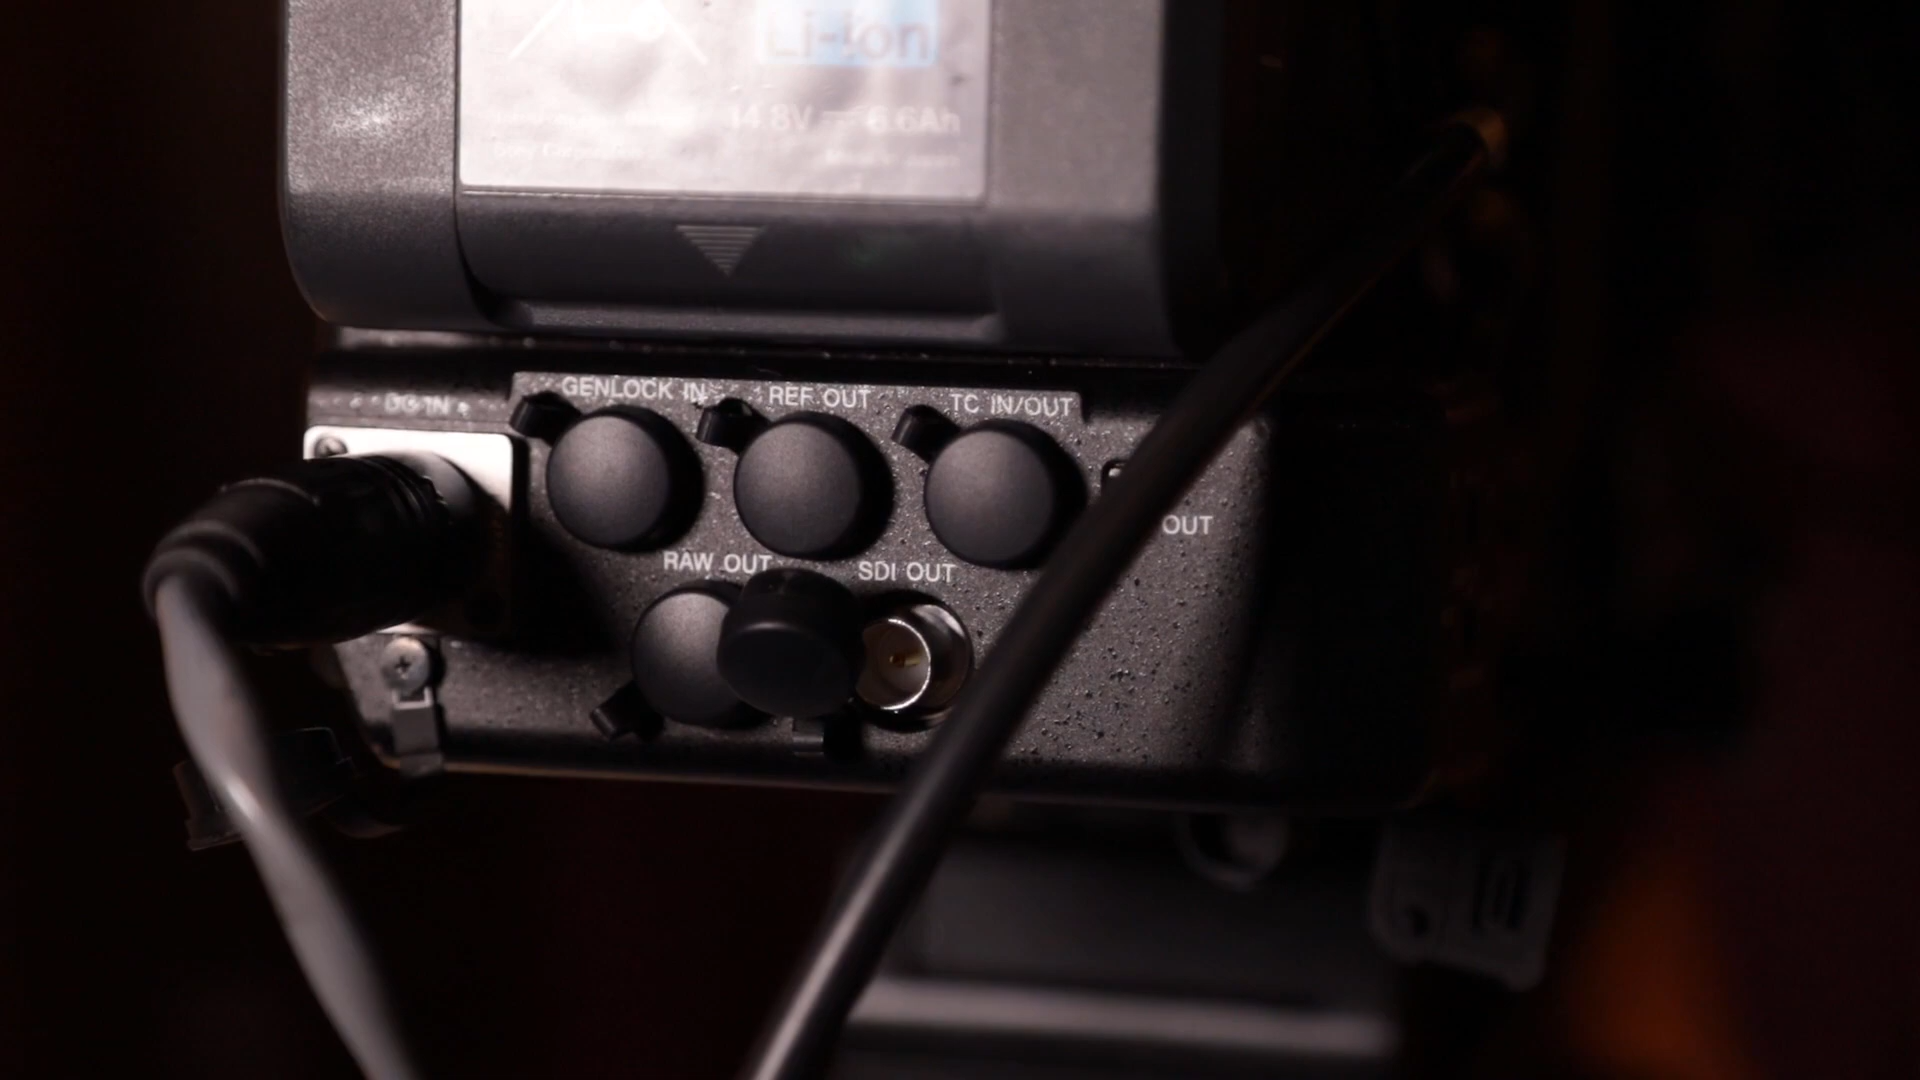 Li-ion
14.8V ⎓ 6.6Ah
DC IN
GENLOCK IN
REF OUT
TC IN/OUT
OUT
RAW OUT
SDI OUT